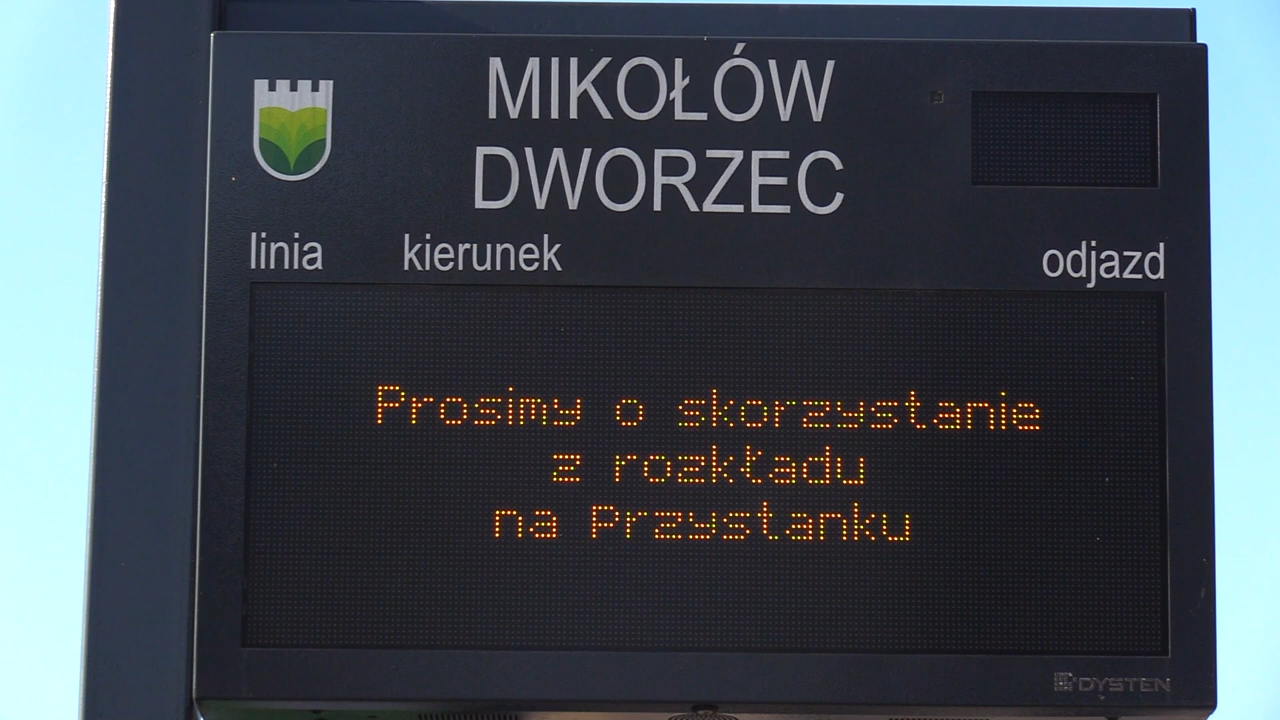 MIKOŁÓW
DWORZEC
linia kierunek odjazd
Prosimy o skorzystanie
z rozkładu
na Przystanku
DYSTEN